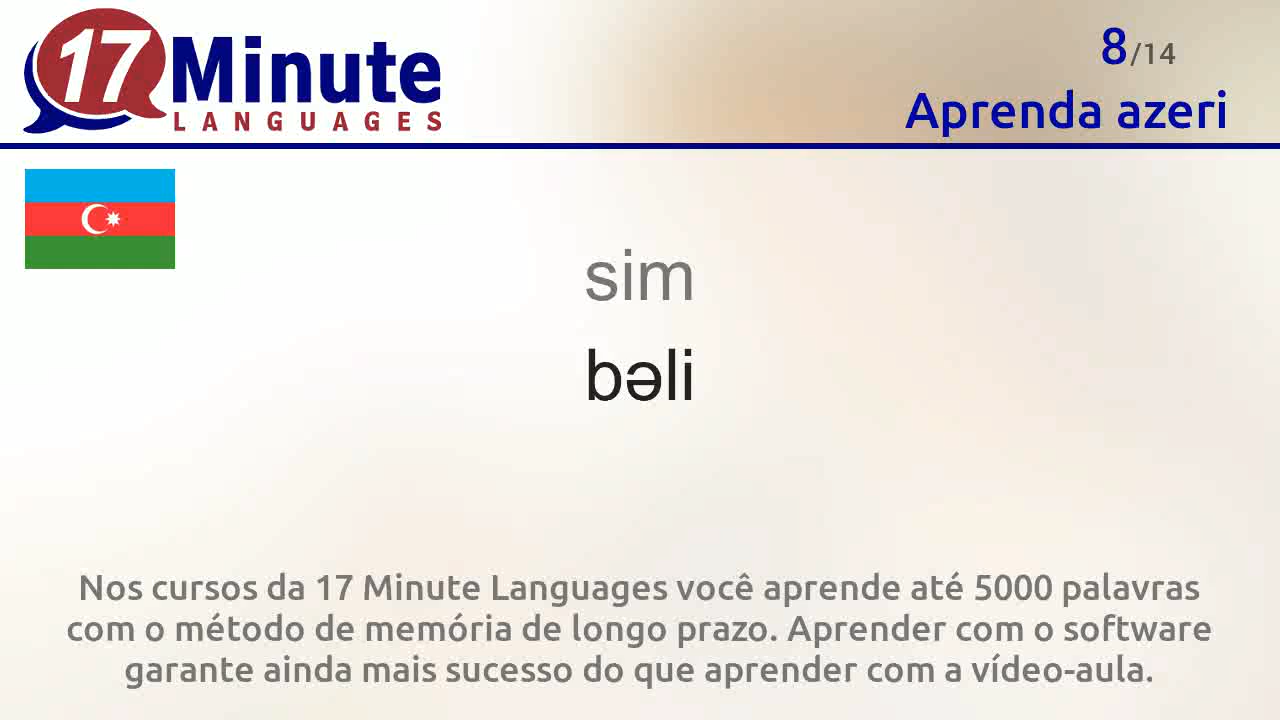 17 Minute
LANGUAGES
8/14
Aprenda azeri
sim
bəli
Nos cursos da 17 Minute Languages você aprende até 5000 palavras
com o método de memória de longo prazo. Aprender com o software
garante ainda mais sucesso do que aprender com a vídeo-aula.